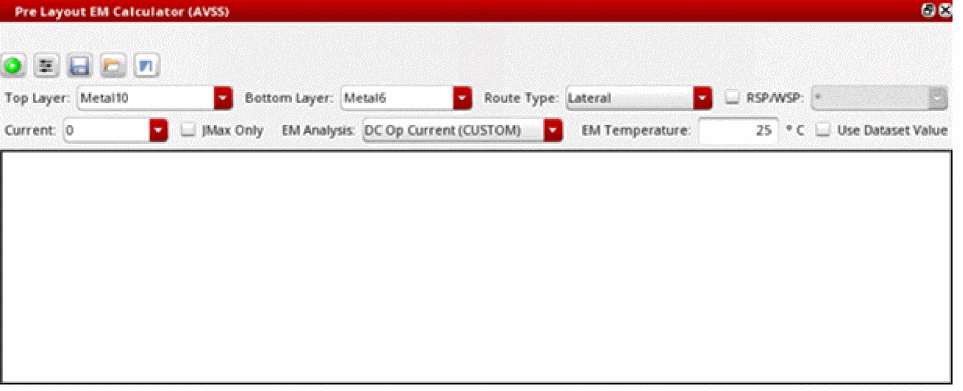 Pre Layout EM Calculator (AVSS)
Top Layer: Metal10 Bottom Layer: Metal6 Route Type: Lateral RSP/WSP: *
Current: 0 JMax Only EM Analysis: DC Op Current (CUSTOM) EM Temperature: 25 ° C Use Dataset Value